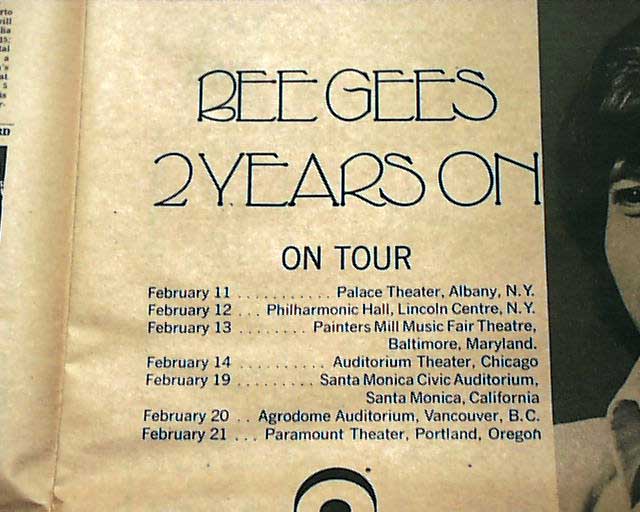 BEE GEES
2 YEARS ON
ON TOUR
February 11 . . . . . . . . . . . Palace Theater, Albany, N.Y.
February 12 . . . Philharmonic Hall, Lincoln Centre, N.Y.
February 13 . . . . . . . . Painters Mill Music Fair Theatre,
Baltimore, Maryland.
February 14 . . . . . . . . . . Auditorium Theater, Chicago
February 19 . . . . . . . . . Santa Monica Civic Auditorium,
Santa Monica, California
February 20 . . Agrodome Auditorium, Vancouver, B.C.
February 21 . . . Paramount Theater, Portland, Oregon